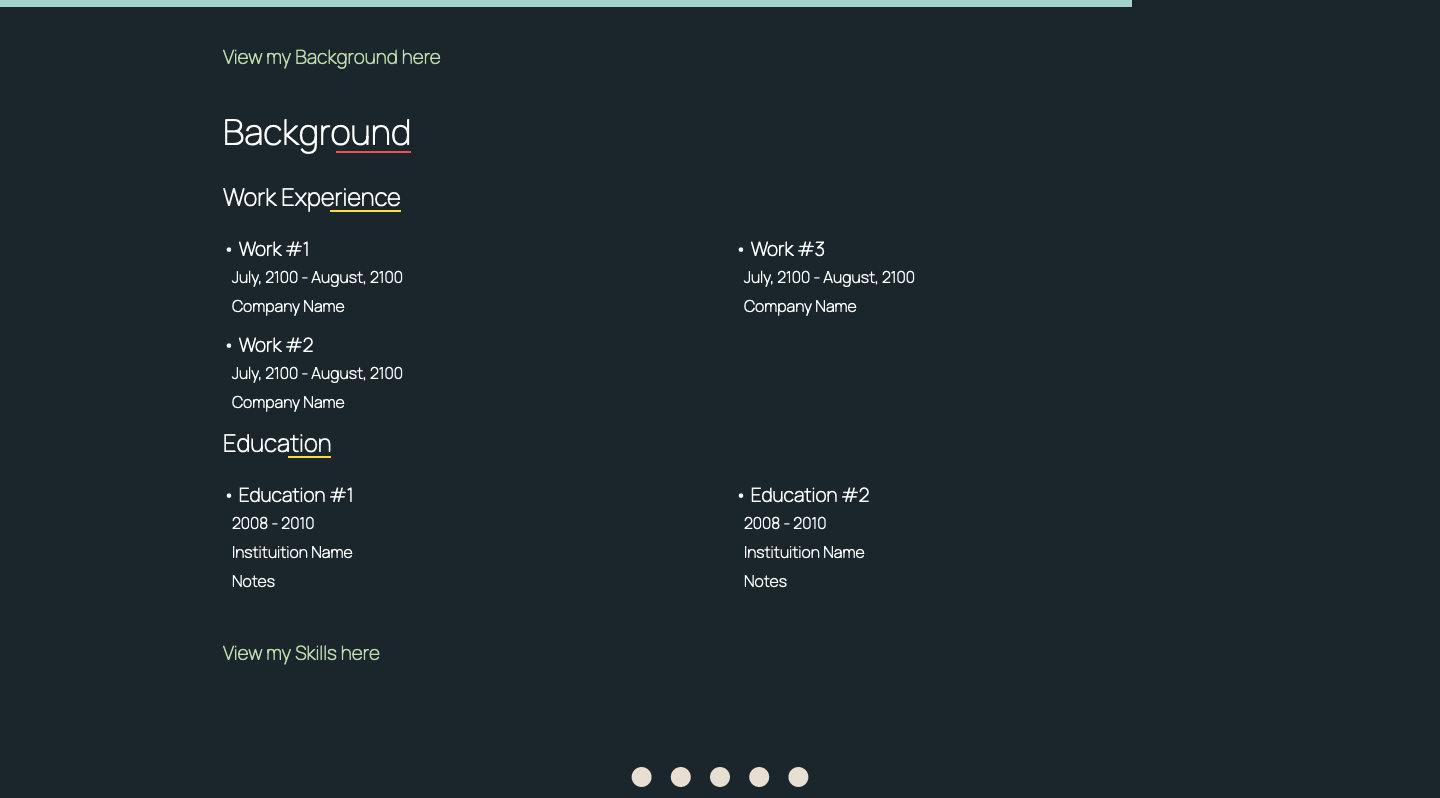 View my Background here
Background
Work Experience
• Work #1
July, 2100 - August, 2100
Company Name
• Work #2
July, 2100 - August, 2100
Company Name
• Work #3
July, 2100 - August, 2100
Company Name
Education
• Education #1
2008 - 2010
Instituition Name
Notes
• Education #2
2008 - 2010
Instituition Name
Notes
View my Skills here